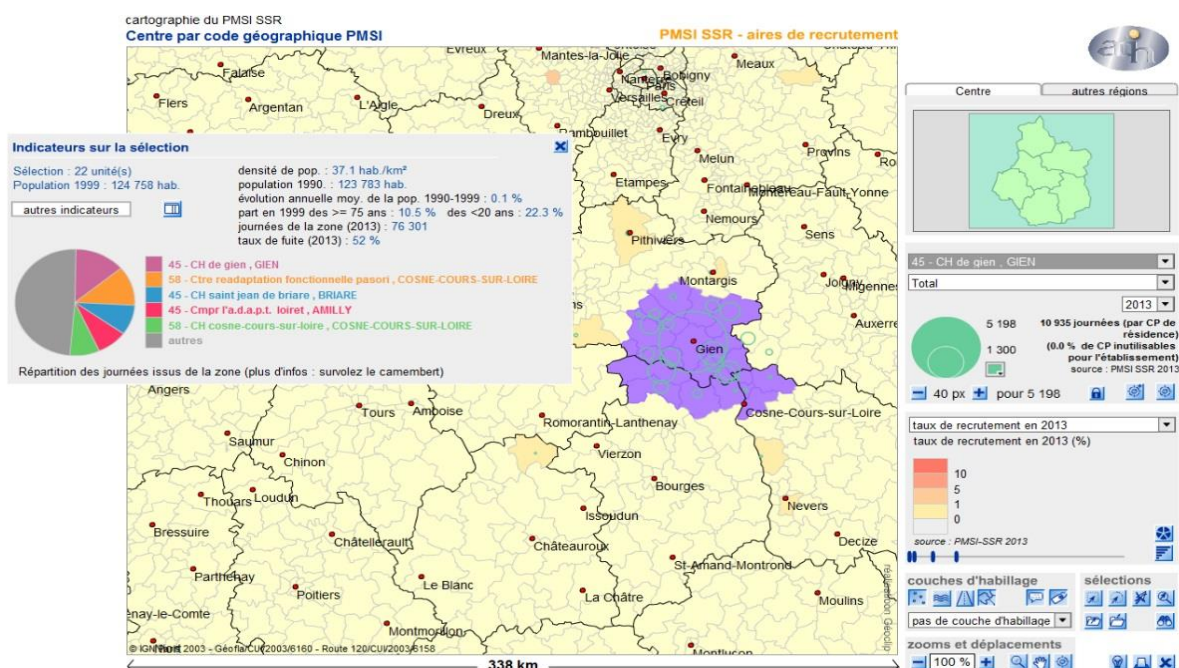 cartographie du PMSI SSR
Centre par code géographique PMSI
PMSI SSR - aires de recrutement
Evreux
Mantes-la-Jolie
Meaux
Falaise
Bobigny
Nanterre
Paris
Versailles
Créteil
Flers
Argentan
L'Aigle
Dreux
Rambouillet
Evry
Melun
Provins
Etampes
Fontainebleau
Montereau-Fault-Yonne
Nemours
Sens
Pithiviers
Montargis
Joigny
Migennes
Auxerre
Gien
Cosne-Cours-sur-Loire
Angers
Tours
Amboise
Romorantin-Lanthenay
Saumur
Vierzon
Chinon
Bourges
Thouars
Loudun
Nevers
Issoudun
Bressuire
Châtellerault
Châteauroux
Decize
St-Amand-Montrond
Parthenay
Le Blanc
Poitiers
La Châtre
Moulins
Montmorillon
Montluçon
réalisation Géoclip
338 km
Indicateurs sur la sélection
Sélection : 22 unité(s)
Population 1999 : 124 758 hab.
autres indicateurs
densité de pop. : 37.1 hab./km²
population 1990. : 123 783 hab.
évolution annuelle moy. de la pop. 1990-1999 : 0.1 %
part en 1999 des >= 75 ans : 10.5 % des <20 ans : 22.3 %
journées de la zone (2013) : 76 301
taux de fuite (2013) : 52 %
45 - CH de gien , GIEN
58 - Ctre readaptation fonctionnelle pasori , COSNE-COURS-SUR-LOIRE
45 - CH saint jean de briare , BRIARE
45 - Cmpr l'a.d.a.p.t. loiret , AMILLY
58 - CH cosne-cours-sur-loire , COSNE-COURS-SUR-LOIRE
autres
Répartition des journées issus de la zone (plus d'infos : survolez le camembert)
atih
Centre
autres régions
45 - CH de gien , GIEN
Total
2013
5 198
1 300
10 935 journées (par CP de
résidence)
(0.0 % de CP inutilisables
pour l'établissement)
source : PMSI SSR 2013
40 px
pour 5 198
taux de recrutement en 2013
taux de recrutement en 2013 (%)
10
5
1
0
source : PMSI-SSR 2013
couches d'habillage
sélections
pas de couche d'habillage
zooms et déplacements
100 %